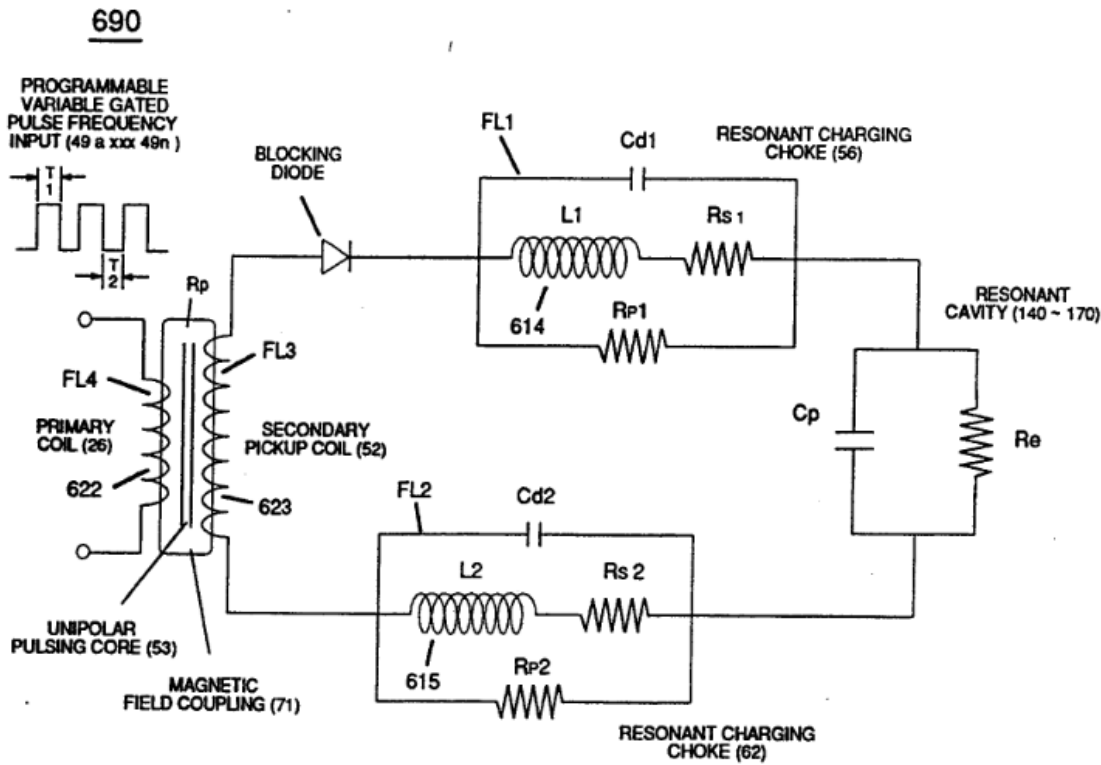 690
PROGRAMMABLE
VARIABLE GATED
PULSE FREQUENCY
INPUT (49 a xxx 49n )
T
1
T
2
BLOCKING
DIODE
FL1
Cd1
RESONANT CHARGING
CHOKE (56)
L1
Rs 1
614
RP1
Rp
FL3
FL4
PRIMARY
COIL (26)
SECONDARY
PICKUP COIL (52)
622
623
RESONANT
CAVITY (140 ~ 170)
Cp
Re
FL2
Cd2
L2
Rs 2
615
RP2
UNIPOLAR
PULSING CORE (53)
MAGNETIC
FIELD COUPLING (71)
RESONANT CHARGING
CHOKE (62)